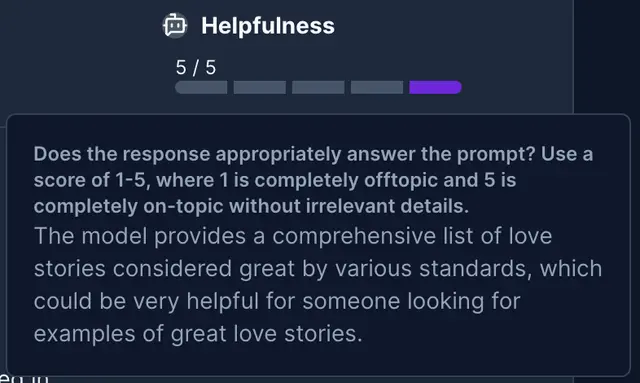 Helpfulness
5 / 5
Does the response appropriately answer the prompt? Use a
score of 1-5, where 1 is completely offtopic and 5 is
completely on-topic without irrelevant details.
The model provides a comprehensive list of love
stories considered great by various standards, which
could be very helpful for someone looking for
examples of great love stories.